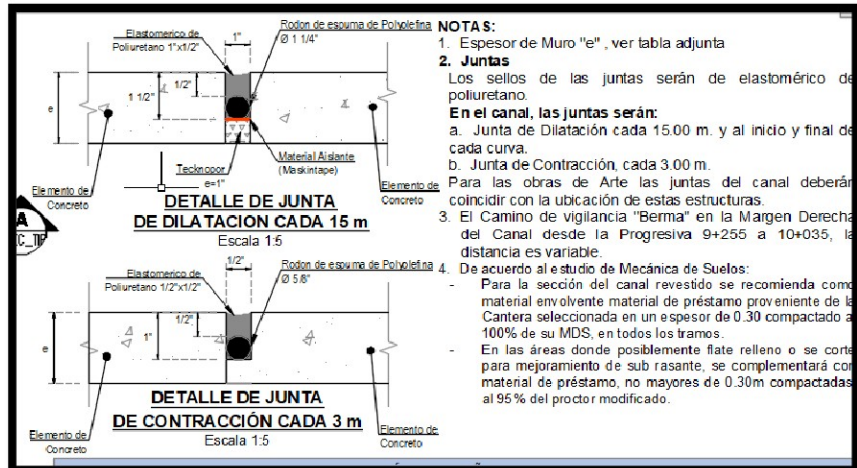 Elastomerico de
Poliuretano 1"x1/2"
1"
Rodon de espuma de Polyolefina
Ø 1 1/4"
1/2"
1 1/2"
e
Tecknopor
e=1"
Material Aislante
(Maskintape)
Elemento de
Concreto
Elemento de
Concreto
DETALLE DE JUNTA
DE DILATACION CADA 15 m
Escala 1:5
A
Elastomerico de
Poliuretano 1/2"x1/2"
1/2"
Rodon de espuma de Polyolefina
Ø 5/8"
1/2"
1"
e
DETALLE DE JUNTA
DE CONTRACCIÓN CADA 3 m
Escala 1:5
Elemento de
Concreto
Elemento de
Concreto
NOTAS:
1. Espesor de Muro "e" , ver tabla adjunta
2. Juntas
Los sellos de las juntas serán de elastomérico de
poliuretano.
En el canal, las juntas serán:
a. Junta de Dilatación cada 15.00 m. y al inicio y final de
cada curva.
b. Junta de Contracción, cada 3.00 m.
Para las obras de Arte las juntas del canal deberán
coincidir con la ubicación de estas estructuras.
3. El Camino de vigilancia "Berma" en la Margen Derecha
del Canal desde la Progresiva 9+255 a 10+035, la
distancia es variable.
4. De acuerdo al estudio de Mecánica de Suelos:
- Para la sección del canal revestido se recomienda como
material envolvente material de préstamo proveniente de la
Cantera seleccionada en un espesor de 0.30 compactado a
100% de su MDS, en todos los tramos.
- En las áreas donde posiblemente flate relleno o se corte
para mejoramiento de sub rasante, se complementará con
material de préstamo, no mayores de 0.30m compactadas
al 95% del proctor modificado.